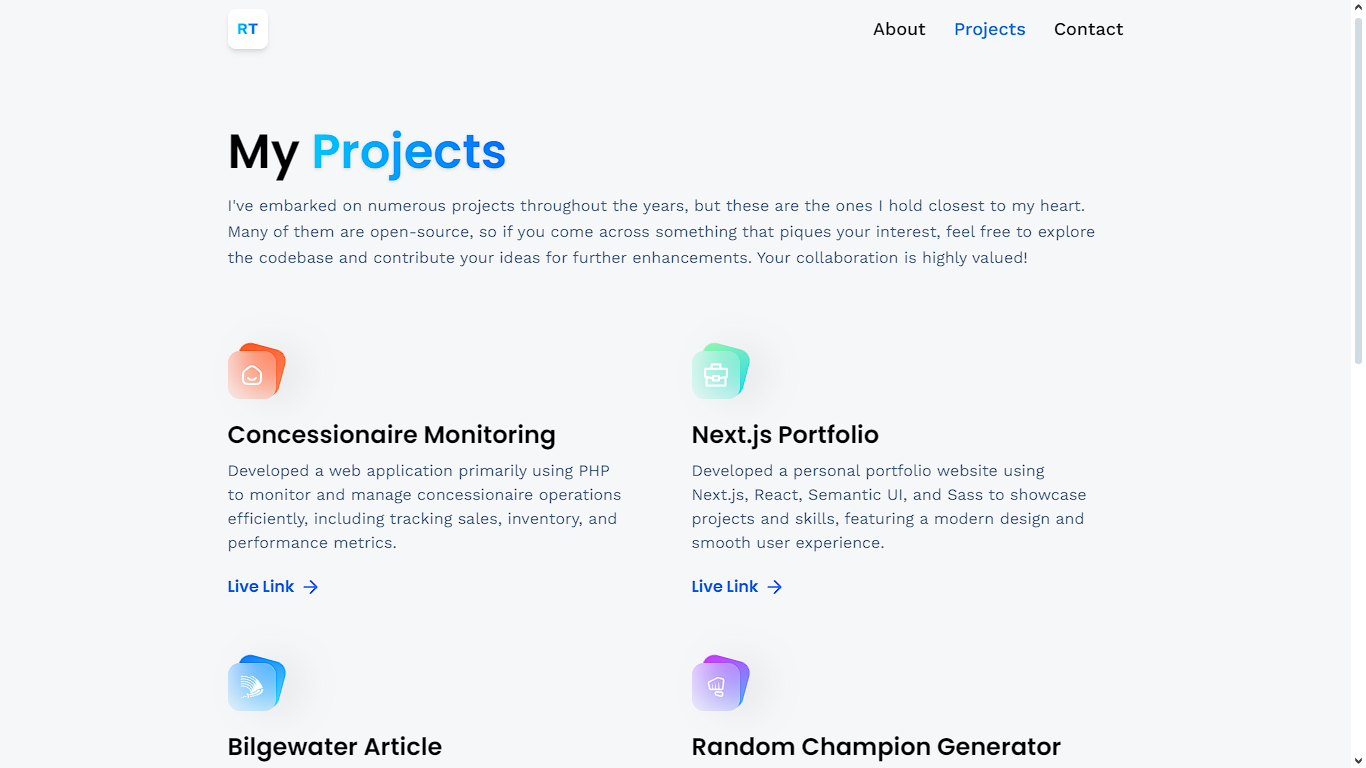 RT
About
Projects
Contact
My Projects
I've embarked on numerous projects throughout the years, but these are the ones I hold closest to my heart.
Many of them are open-source, so if you come across something that piques your interest, feel free to explore
the codebase and contribute your ideas for further enhancements. Your collaboration is highly valued!
Concessionaire Monitoring
Developed a web application primarily using PHP
to monitor and manage concessionaire operations
efficiently, including tracking sales, inventory, and
performance metrics.
Live Link
Next.js Portfolio
Developed a personal portfolio website using
Next.js, React, Semantic UI, and Sass to showcase
projects and skills, featuring a modern design and
smooth user experience.
Live Link
Bilgewater Article
Random Champion Generator